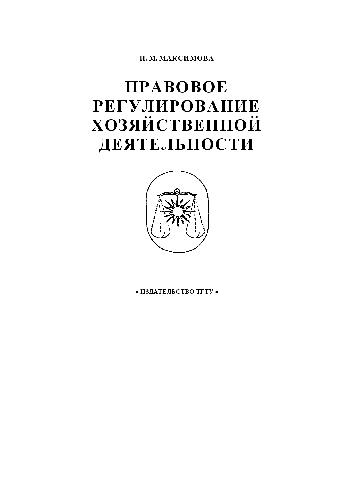 Н. М. МАКСИМОВА
ПРАВОВОЕ
РЕГУЛИРОВАНИЕ
ХОЗЯЙСТВЕННОЙ
ДЕЯТЕЛЬНОСТИ
• ИЗДАТЕЛЬСТВО ТГТУ •